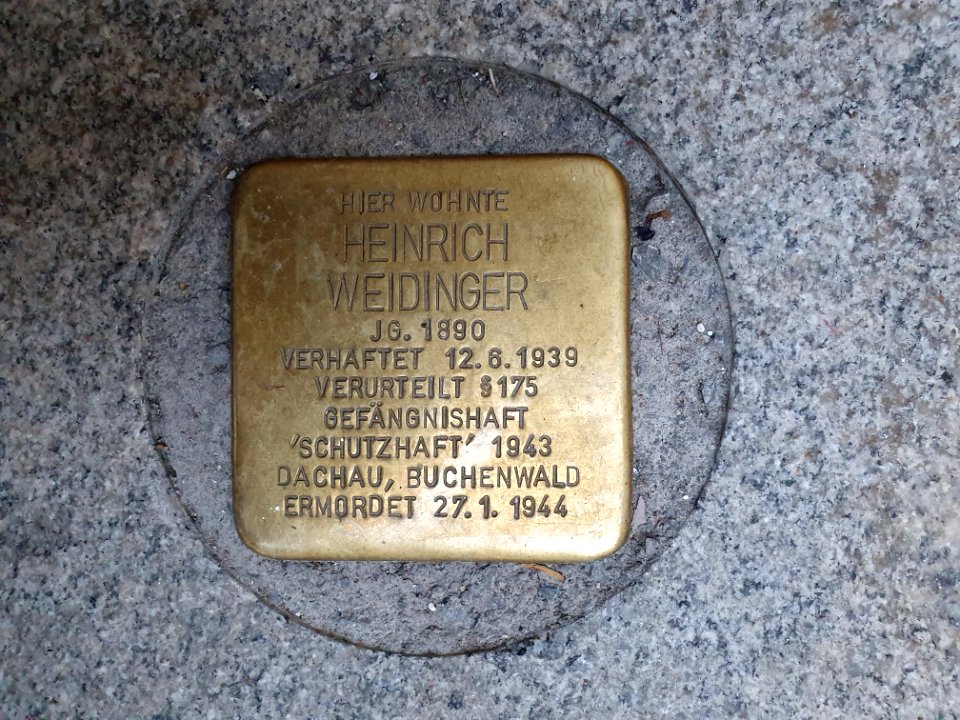 HIER WOHNTE
HEINRICH
WEIDINGER
JG. 1890
VERHAFTET 12.6.1939
VERURTEILT §175
GEFÄNGNISHAFT
'SCHUTZHAFT' 1943
DACHAU, BUCHENWALD
ERMORDET 27.1.1944